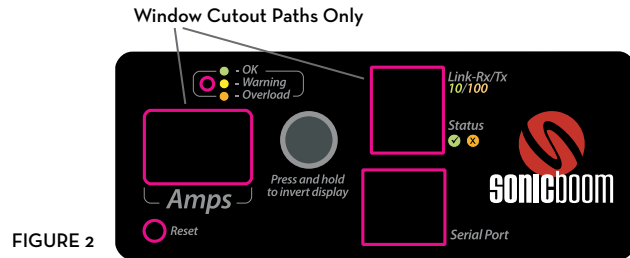 Window Cutout Paths Only
- OK
- Warning
- Overload
Link-Rx/Tx
10/100
Status
Press and hold
to invert display
Amps
Reset
Serial Port
sonicboom
FIGURE 2